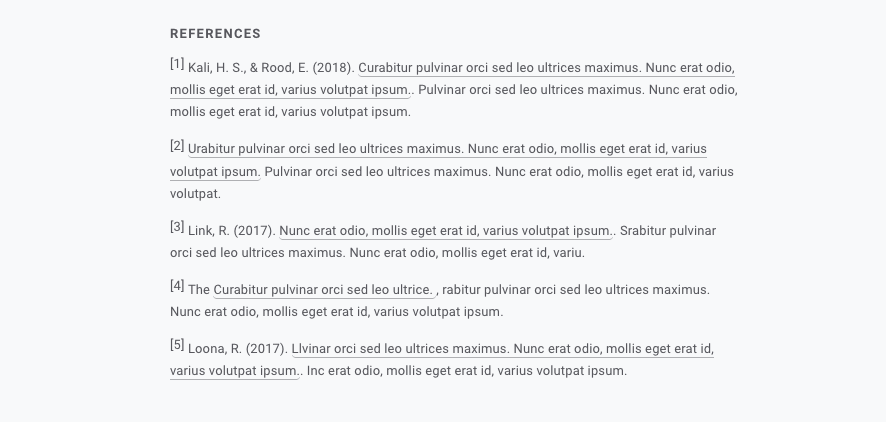 REFERENCES
[1] Kali, H. S., & Rood, E. (2018). Curabitur pulvinar orci sed leo ultrices maximus. Nunc erat odio,
mollis eget erat id, varius volutpat ipsum.. Pulvinar orci sed leo ultrices maximus. Nunc erat odio,
mollis eget erat id, varius volutpat ipsum.
[2] Urabitur pulvinar orci sed leo ultrices maximus. Nunc erat odio, mollis eget erat id, varius
volutpat ipsum. Pulvinar orci sed leo ultrices maximus. Nunc erat odio, mollis eget erat id, varius
volutpat.
[3] Link, R. (2017). Nunc erat odio, mollis eget erat id, varius volutpat ipsum.. Srabitur pulvinar
orci sed leo ultrices maximus. Nunc erat odio, mollis eget erat id, variu.
[4] The Curabitur pulvinar orci sed leo ultrice. , rabitur pulvinar orci sed leo ultrices maximus.
Nunc erat odio, mollis eget erat id, varius volutpat ipsum.
[5] Loona, R. (2017). Llvinar orci sed leo ultrices maximus. Nunc erat odio, mollis eget erat id,
varius volutpat ipsum.. Inc erat odio, mollis eget erat id, varius volutpat ipsum.